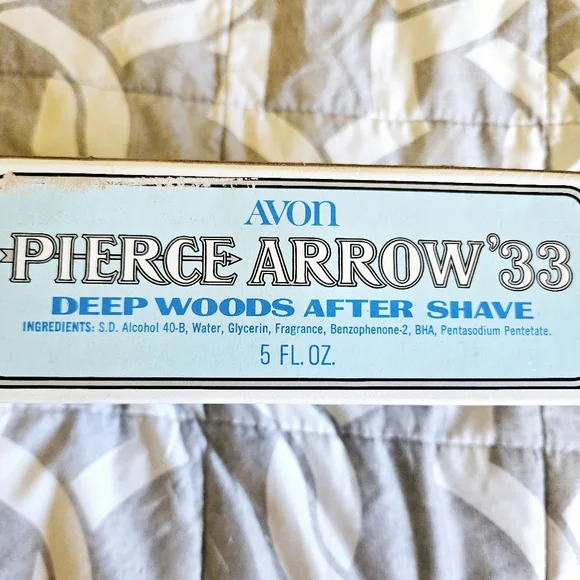 AVON
PIERCE ARROW '33
DEEP WOODS AFTER SHAVE
INGREDIENTS: S.D. Alcohol 40-B, Water, Glycerin, Fragrance, Benzophenone-2, BHA, Pentasodium Pentetate.
5 FL. OZ.